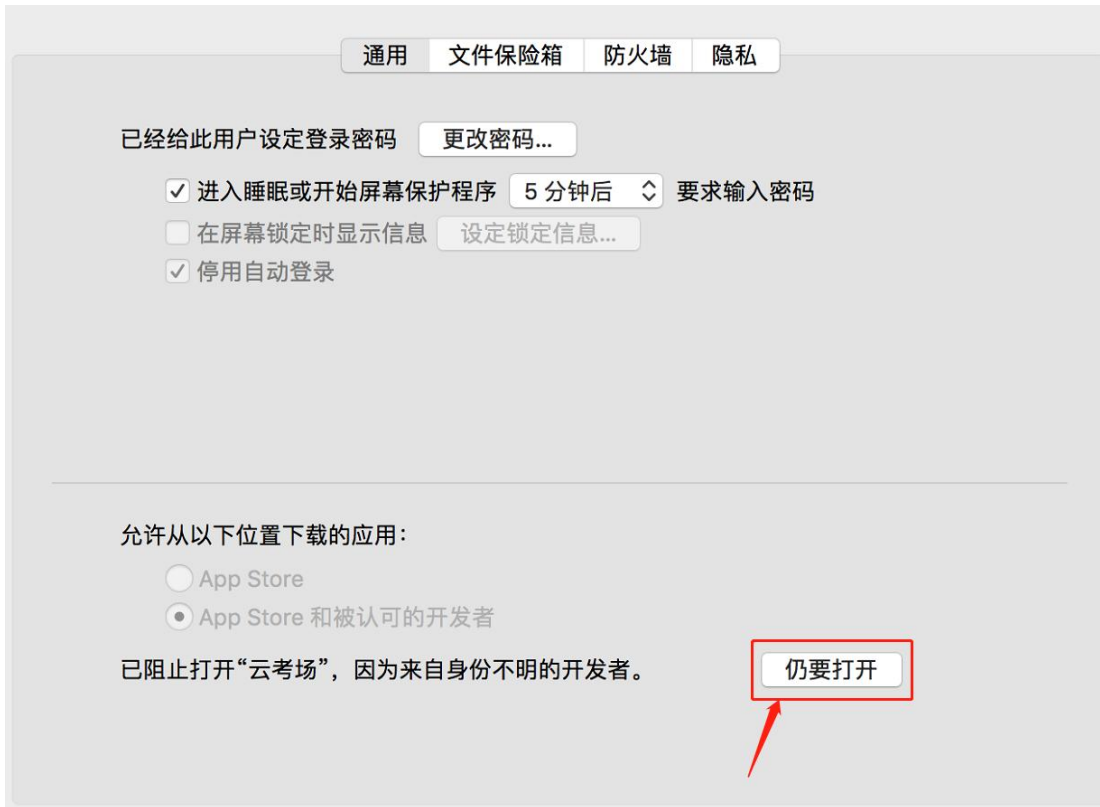 通用 文件保险箱 防火墙 隐私
已经给此用户设定登录密码 更改密码...
进入睡眠或开始屏幕保护程序 5 分钟后 要求输入密码
在屏幕锁定时显示信息 设定锁定信息...
停用自动登录
允许从以下位置下载的应用：
App Store
App Store 和被认可的开发者
已阻止打开“云考场”，因为来自身份不明的开发者。 仍要打开